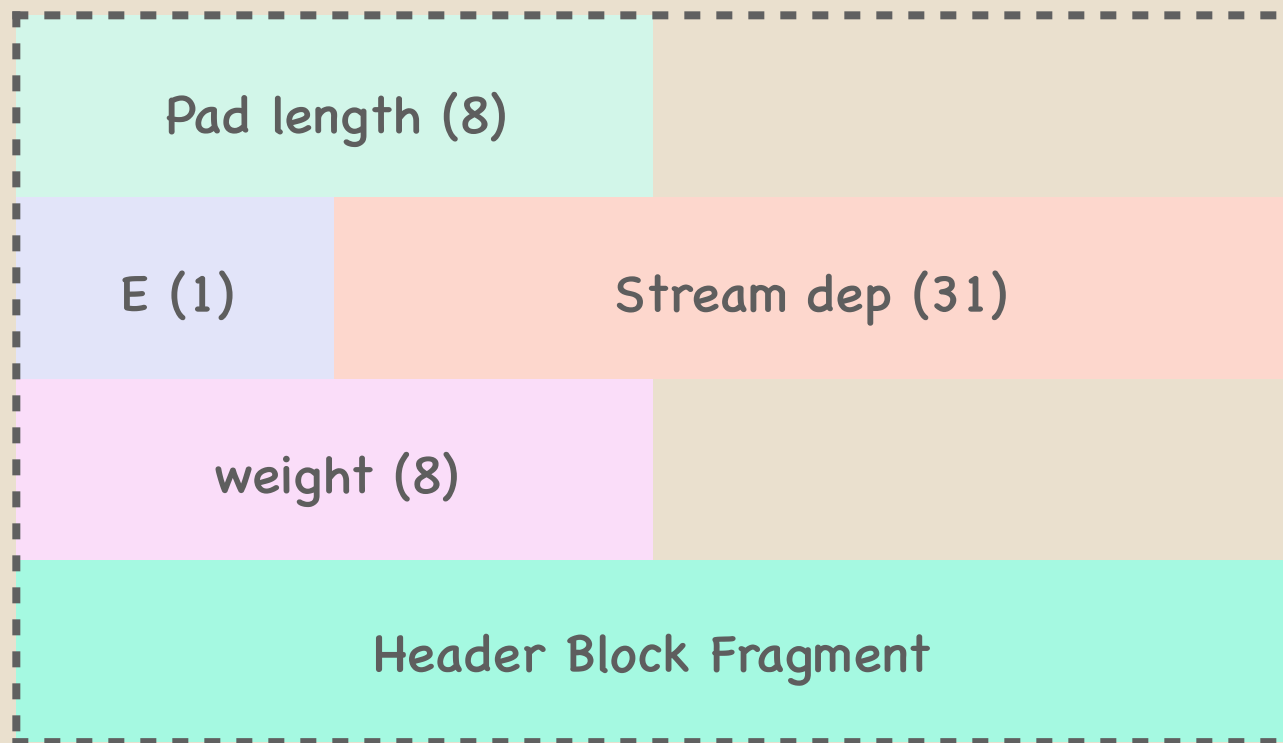 Pad length (8)
E (1) Stream dep (31)
weight (8)
Header Block Fragment